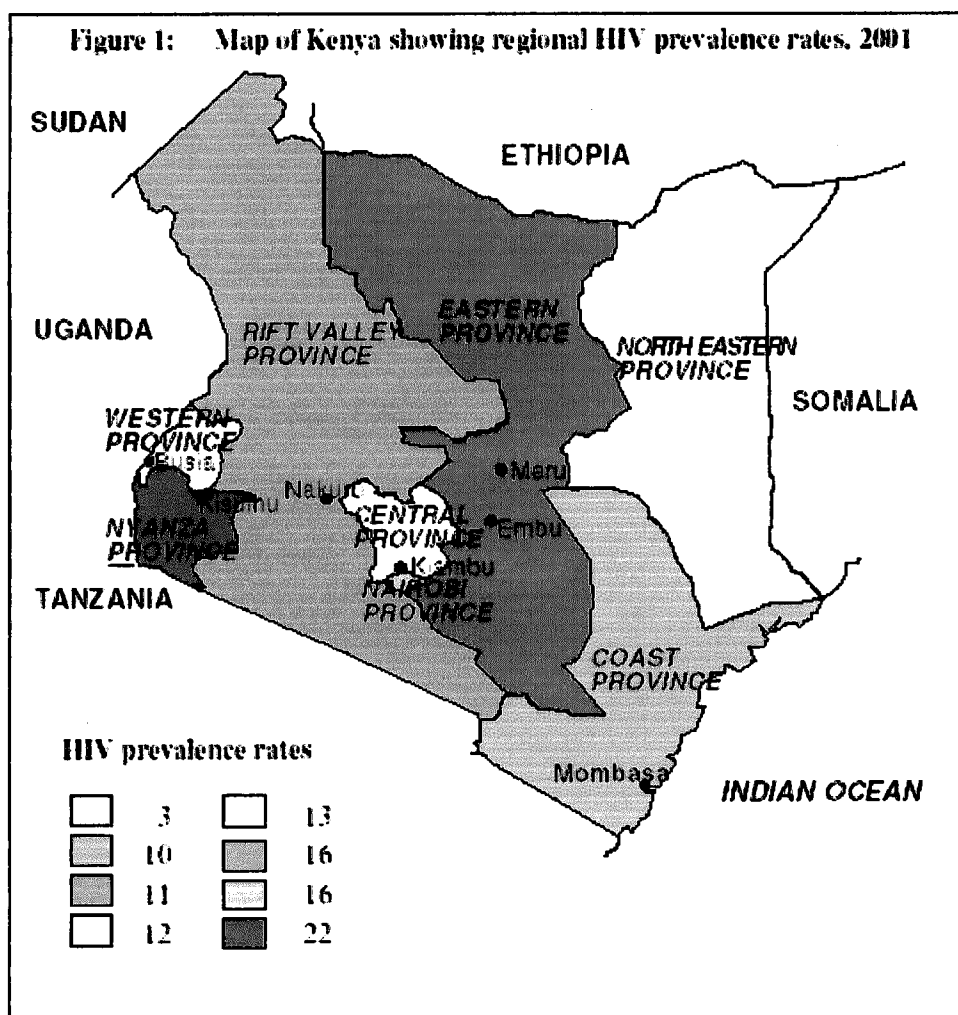 Figure 1: Map of Kenya showing regional HIV prevalence rates, 2001
SUDAN
ETHIOPIA
UGANDA
RIFT VALLEY
PROVINCE
EASTERN
PROVINCE
NORTH EASTERN
PROVINCE
SOMALIA
WESTERN
PROVINCE
Busia
Kisumu
NYANZA
PROVINCE
Nakuru
CENTRAL
PROVINCE
Maru
Embu
Kiambu
NAIROBI
PROVINCE
TANZANIA
COAST
PROVINCE
Mombasa
INDIAN OCEAN
HIV prevalence rates
3 13
10 16
11 16
12 22